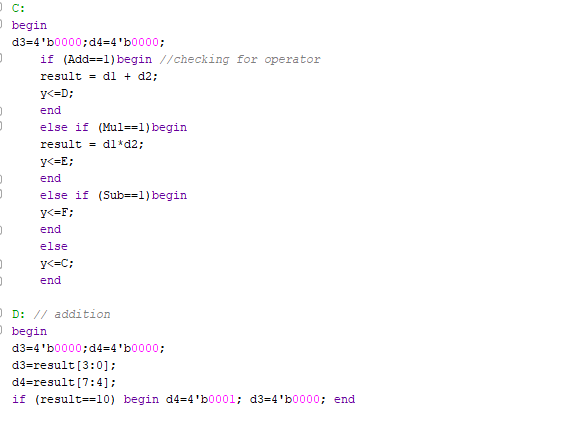 C:
begin
d3=4'b0000;d4=4'b0000;
if (Add==1)begin //checking for operator
result = d1 + d2;
y<=D;
end
else if (Mul==1)begin
result = d1*d2;
y<=E;
end
else if (Sub==1)begin
y<=F;
end
else
y<=C;
end
D: // addition
begin
d3=4'b0000;d4=4'b0000;
d3=result[3:0];
d4=result[7:4];
if (result==10) begin d4=4'b0001; d3=4'b0000; end